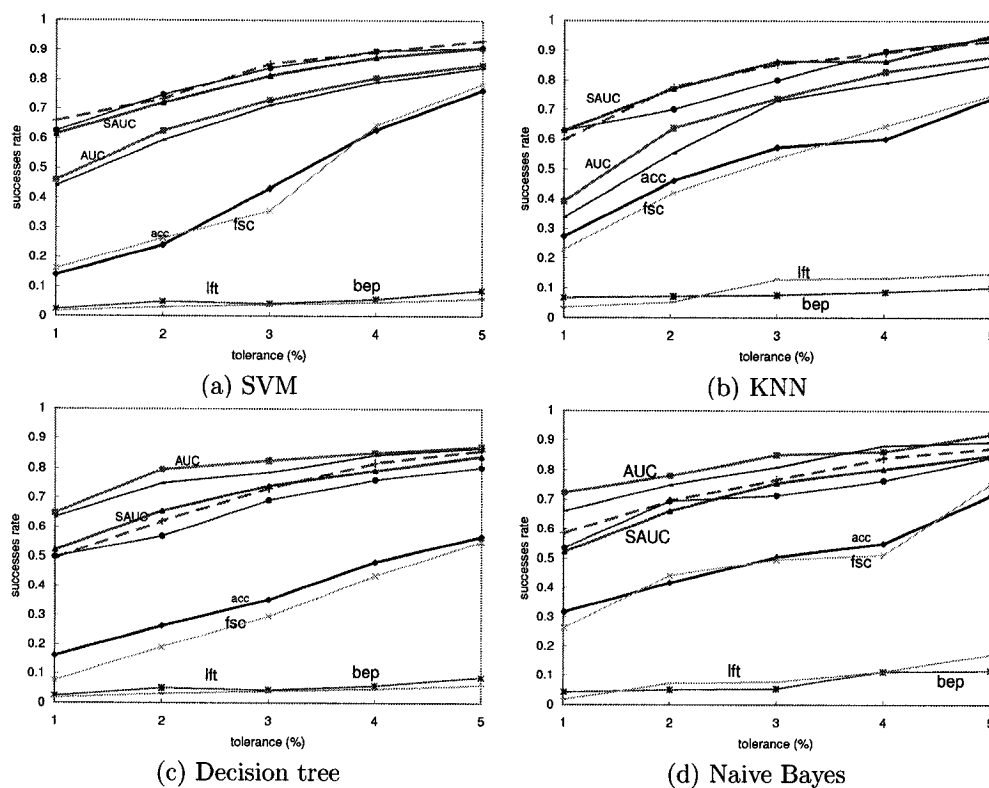 1
0.9
0.8
0.7
0.6
0.5
0.4
0.3
0.2
0.1
0
successes rate
SAUC
AUC
acc
fsc
lft
bep
1 2 3 4 5
tolerance (%)
(a) SVM
1
0.9
0.8
0.7
0.6
0.5
0.4
0.3
0.2
0.1
0
successes rate
SAUC
AUC
acc
fsc
lft
bep
1 2 3 4 5
tolerance (%)
(b) KNN
1
0.9
0.8
0.7
0.6
0.5
0.4
0.3
0.2
0.1
0
successes rate
AUC
SAUC
acc
fsc
lft
bep
1 2 3 4 5
tolerance (%)
(c) Decision tree
1
0.9
0.8
0.7
0.6
0.5
0.4
0.3
0.2
0.1
0
successes rate
AUC
SAUC
acc
fsc
lft
bep
1 2 3 4 5
tolerance (%)
(d) Naive Bayes